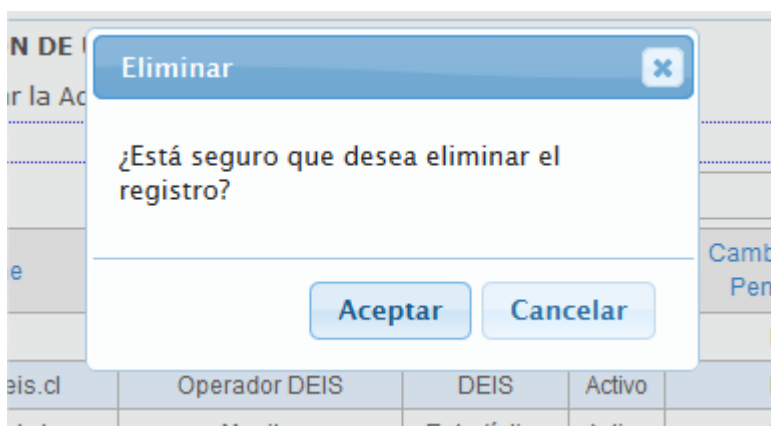 N DE
Eliminar
ar la Ac
¿Está seguro que desea eliminar el
registro?
e
Camb
Pen
Aceptar Cancelar
eis.cl Operador DEIS DEIS Activo